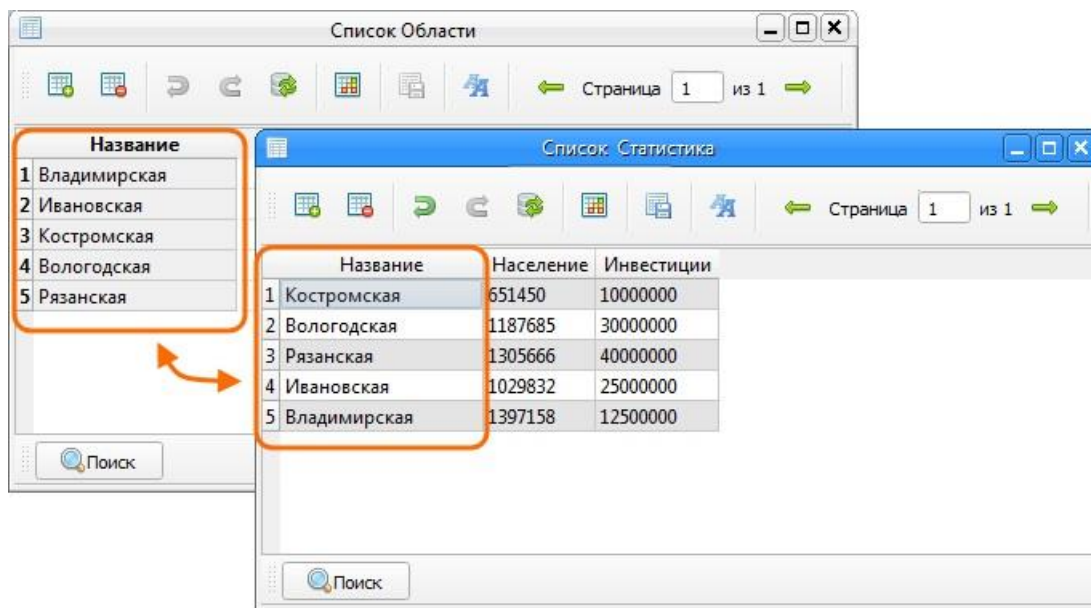 Список Области
Страница 1 из 1
Название
1 Владимирская
2 Ивановская
3 Костромская
4 Вологодская
5 Рязанская
Поиск
Список Статистика
Страница 1 из 1
Название Население Инвестиции
1 Костромская 651450 10000000
2 Вологодская 1187685 30000000
3 Рязанская 1305666 40000000
4 Ивановская 1029832 25000000
5 Владимирская 1397158 12500000
Поиск